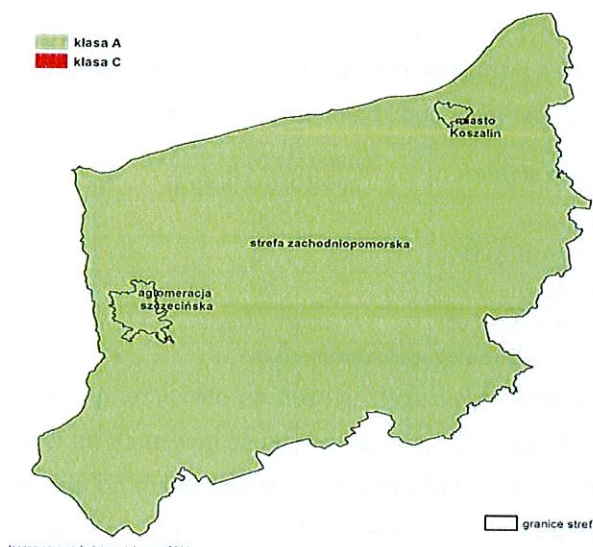 klasa A
klasa C
miasto
Koszalin
strefa zachodniopomorska
aglomeracja
szczecińska
granice stref